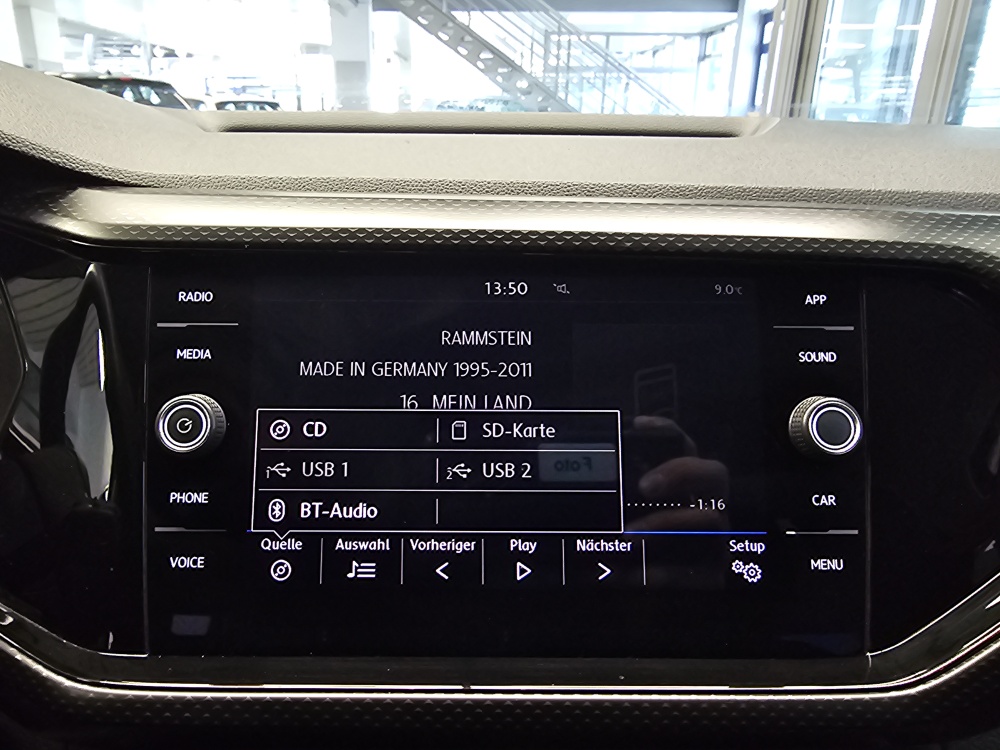 RADIO
13:50
9.0°C
APP
RAMMSTEIN
MEDIA
MADE IN GERMANY 1995-2011
SOUND
16. MEIN LAND
CD
SD-Karte
1 USB 1
2 USB 2
PHONE
BT-Audio
-1:16
CAR
Quelle Auswahl Vorheriger Play Nächster Setup
VOICE
MENU